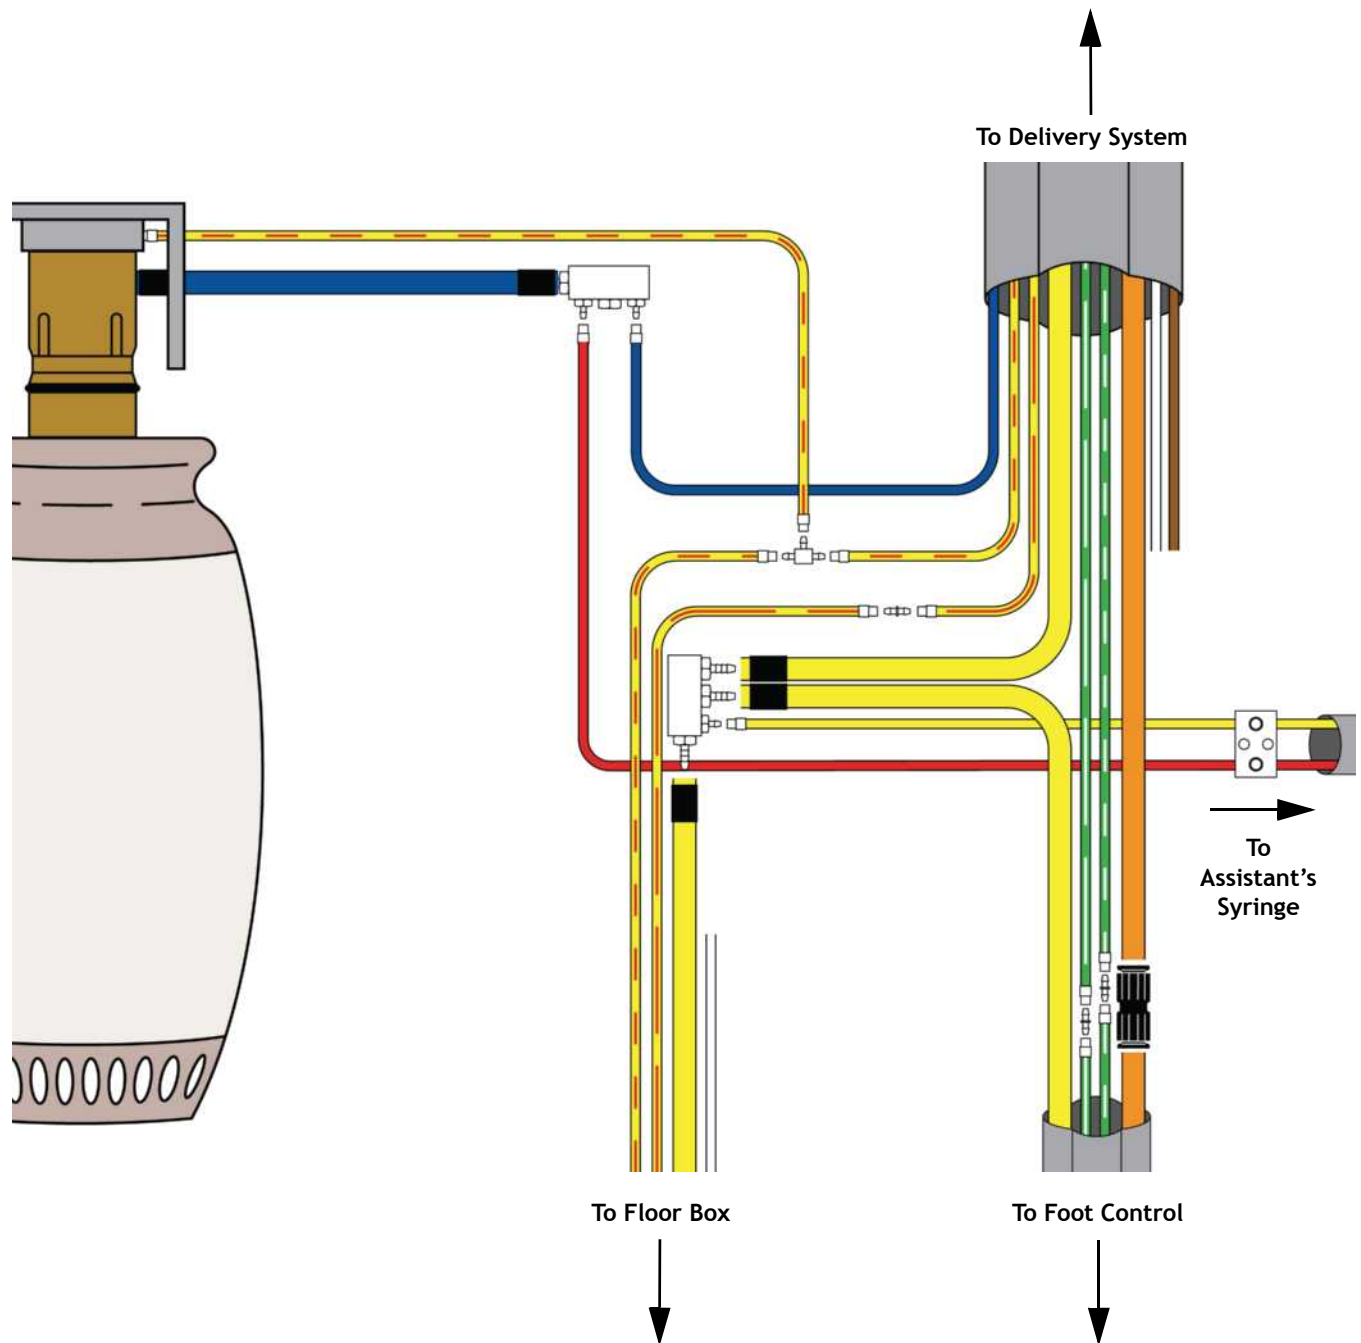 To Delivery System
To
Assistant’s
Syringe
To Floor Box
To Foot Control